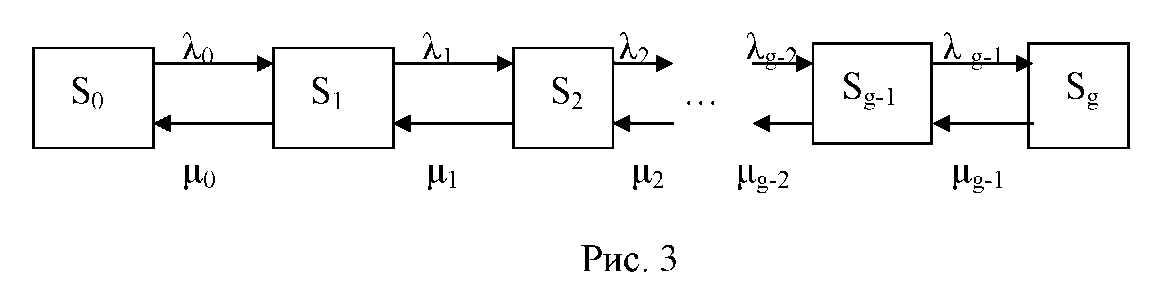 λ₀ λ₁ λ₂ λg-2 λ g-1
S₀ S₁ S₂ ... Sg-1 Sg
μ₀ μ₁ μ₂ μg-2 μg-1
Рис. 3